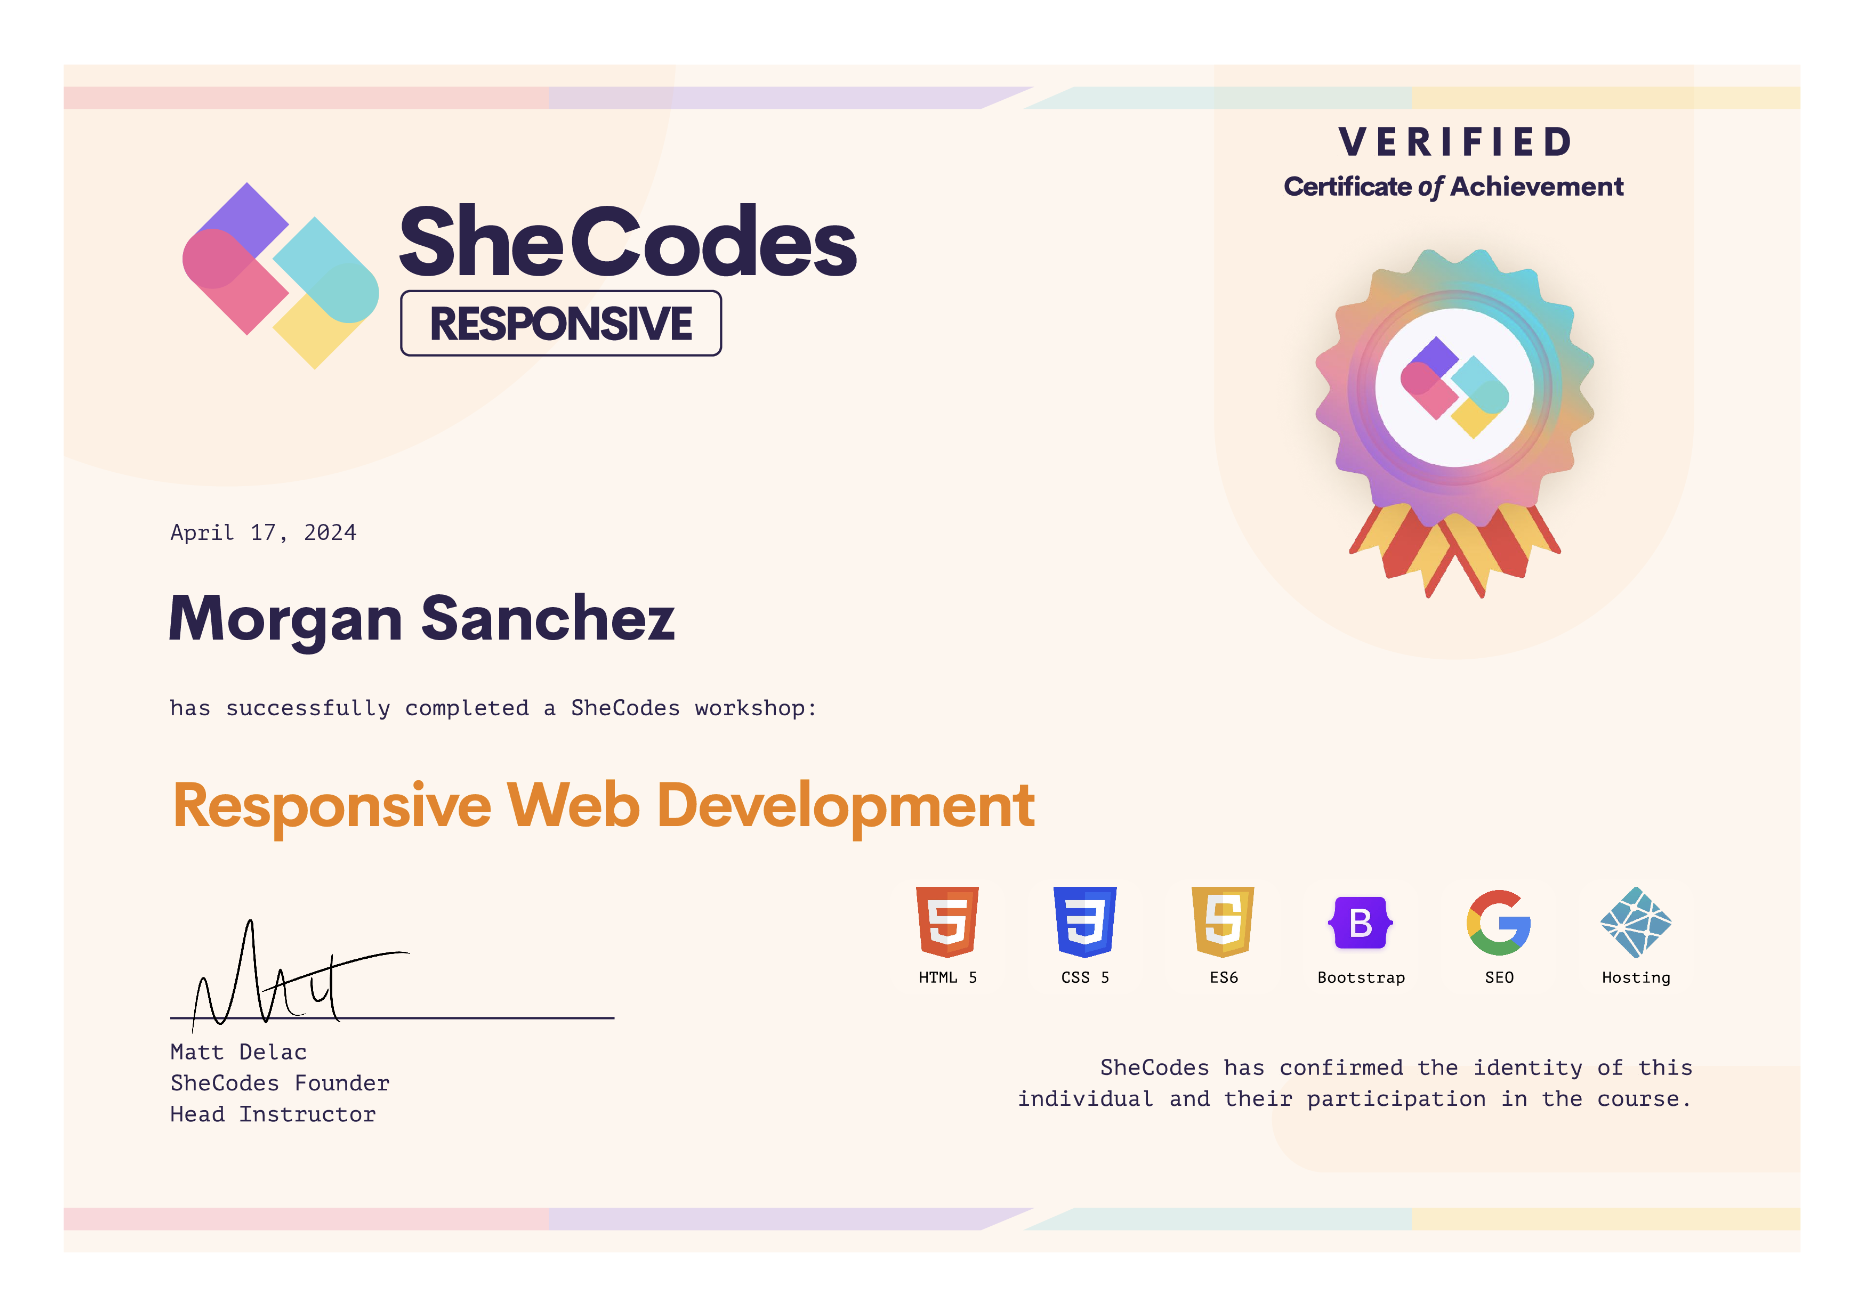 VERIFIED
Certificate of Achievement
SheCodes
RESPONSIVE
April 17, 2024
Morgan Sanchez
has successfully completed a SheCodes workshop:
Responsive Web Development
HTML 5
CSS 5
ES6
B
Bootstrap
SEO
Hosting
Matt
Matt Delac
SheCodes Founder
Head Instructor
SheCodes has confirmed the identity of this
individual and their participation in the course.